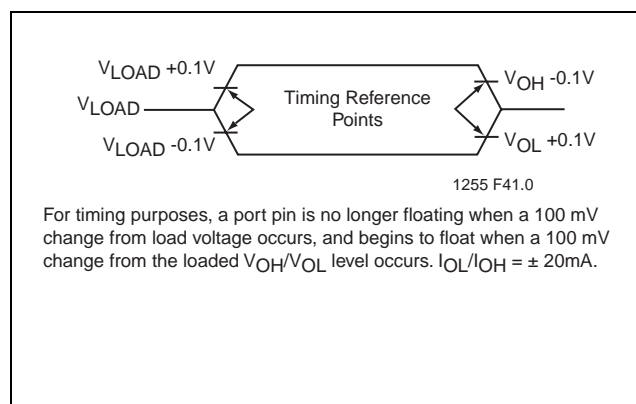 VLOAD +0.1V
VLOAD
VLOAD -0.1V
Timing Reference
Points
VOH -0.1V
VOL +0.1V
1255 F41.0
For timing purposes, a port pin is no longer floating when a 100 mV
change from load voltage occurs, and begins to float when a 100 mV
change from the loaded VOH/VOL level occurs. IOL/IOH = ± 20mA.